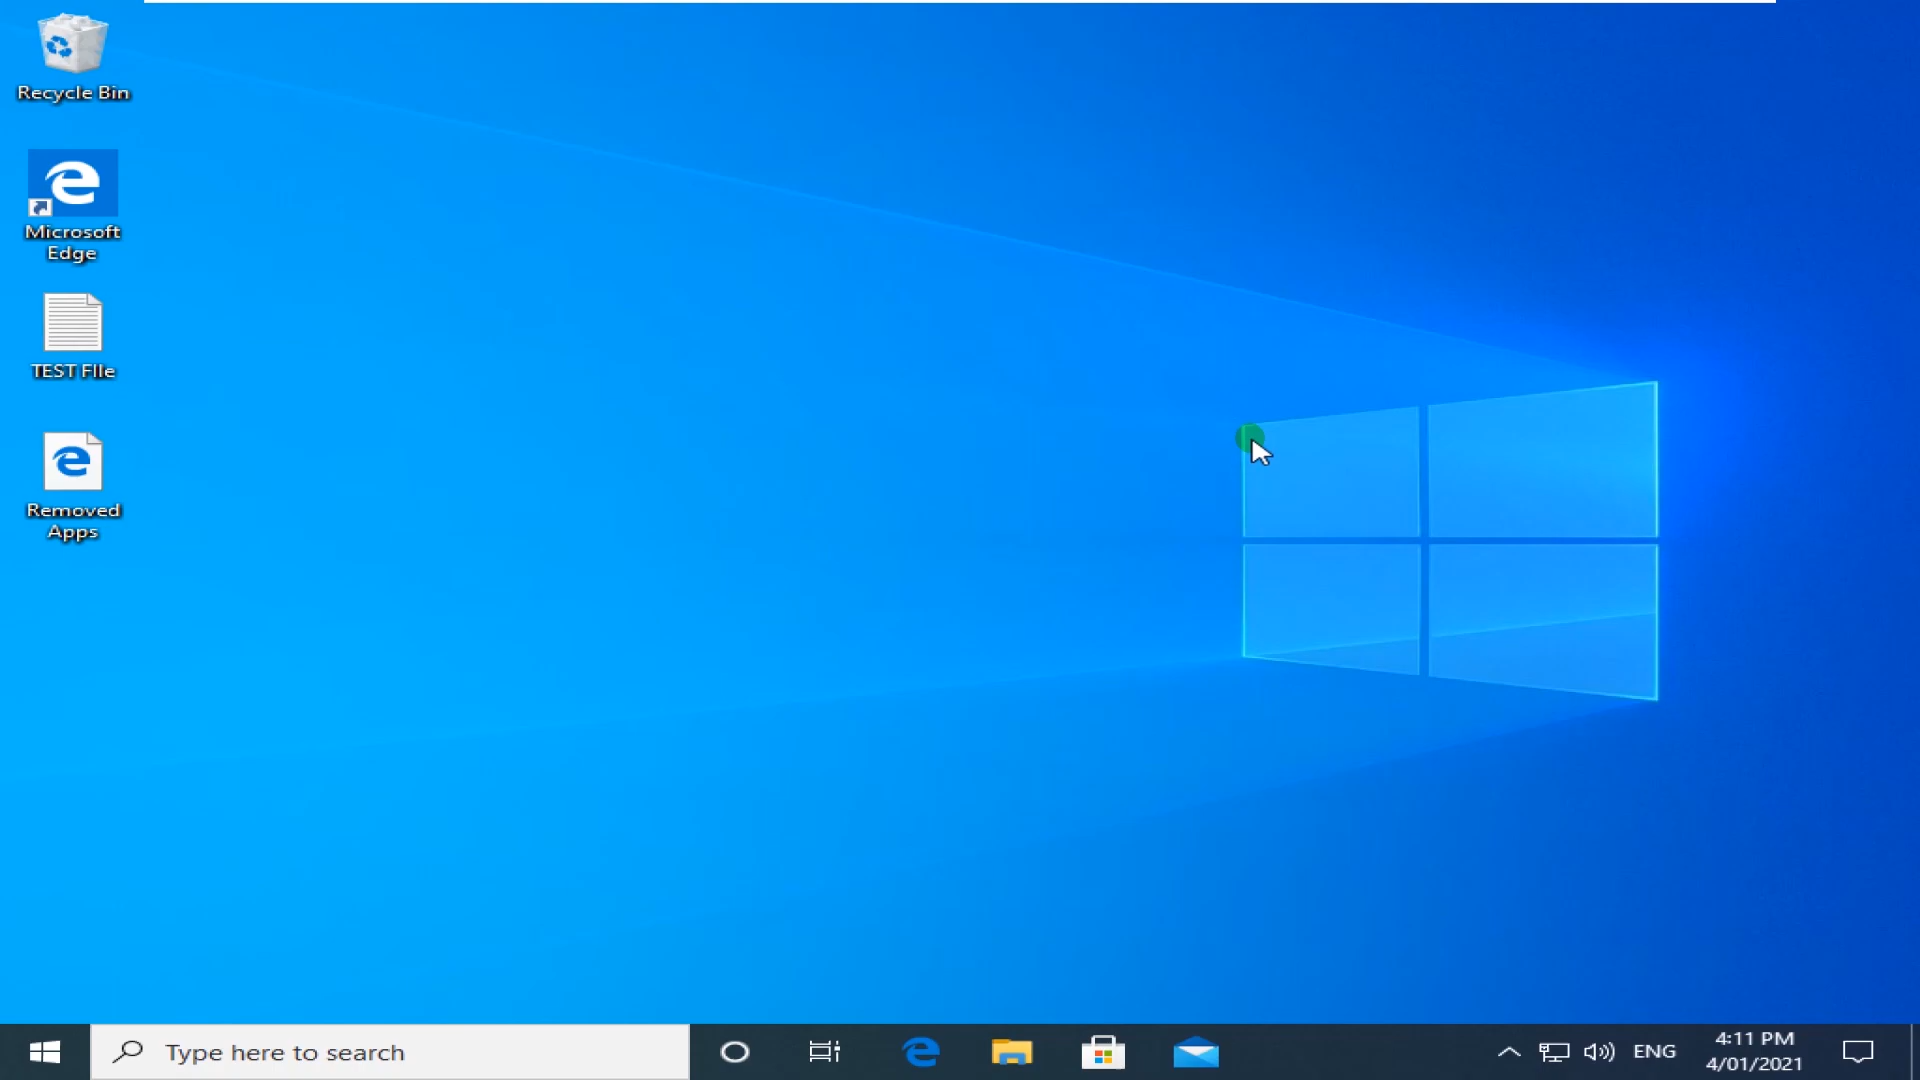 Recycle Bin
Microsoft
Edge
TEST FIle
Removed
Apps
Type here to search
ENG
4:11 PM
4/01/2021